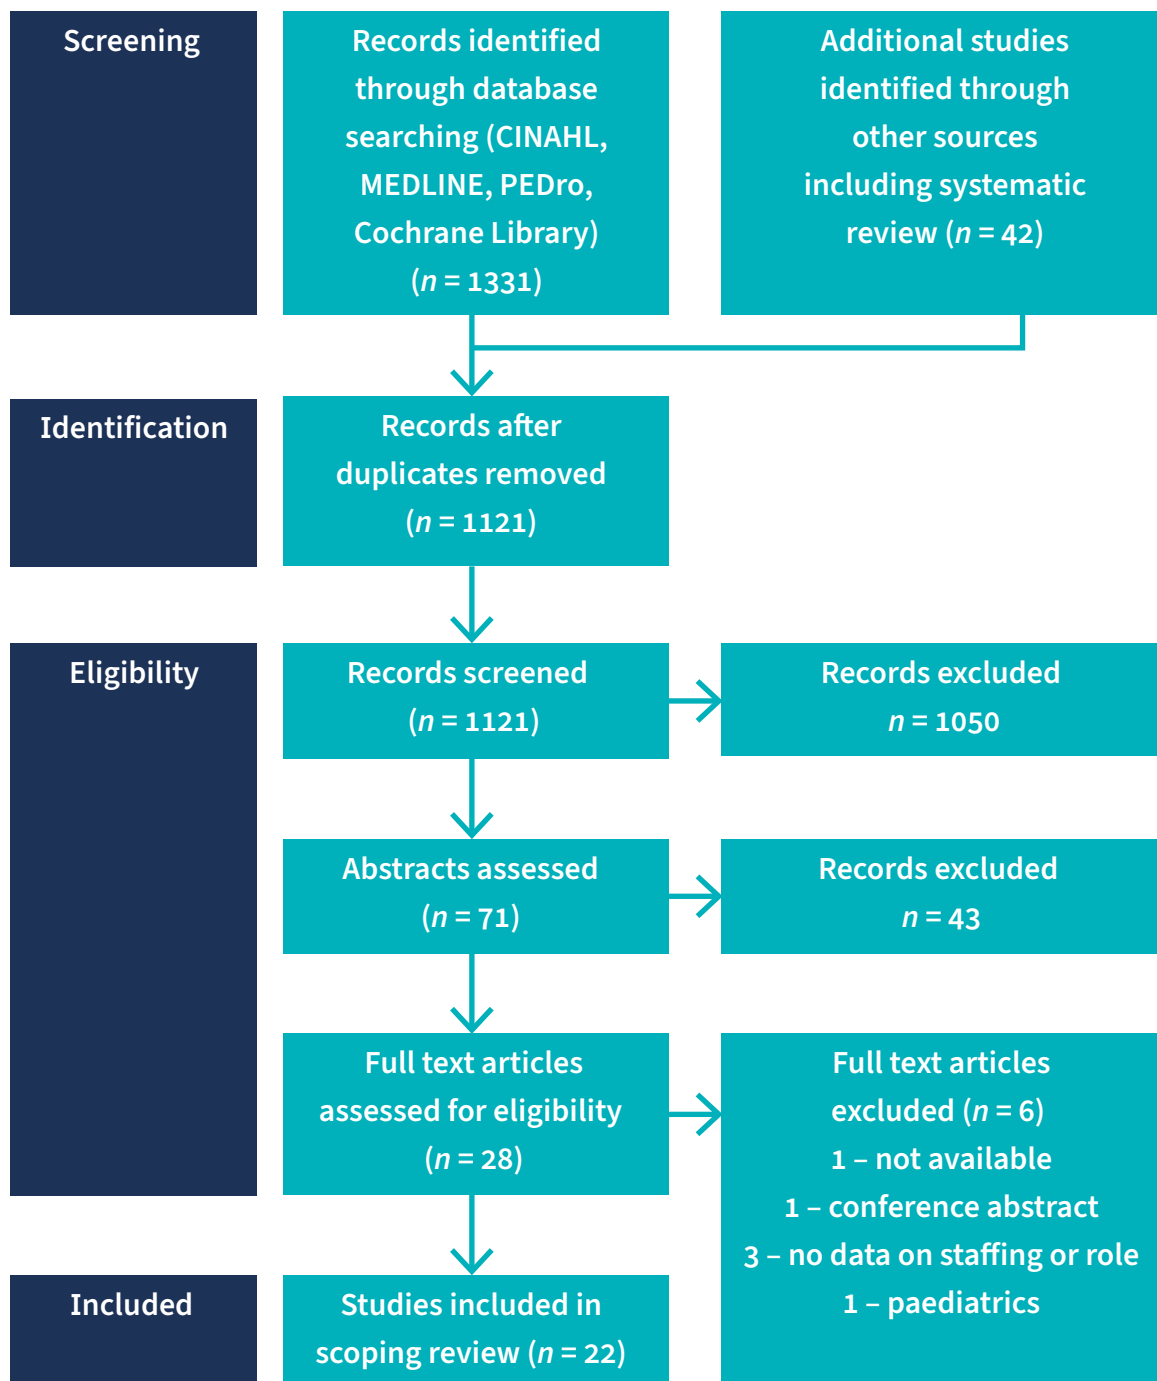 Screening
Records identified
through database
searching (CINAHL,
MEDLINE, PEDro,
Cochrane Library)
(n = 1331)
Additional studies
identified through
other sources
including systematic
review (n = 42)
Identification
Records after
duplicates removed
(n = 1121)
Eligibility
Records screened
(n = 1121)
Records excluded
n = 1050
Abstracts assessed
(n = 71)
Records excluded
n = 43
Full text articles
assessed for eligibility
(n = 28)
Full text articles
excluded (n = 6)
1 – not available
1 – conference abstract
3 – no data on staffing or role
1 – paediatrics
Included
Studies included in
scoping review (n = 22)